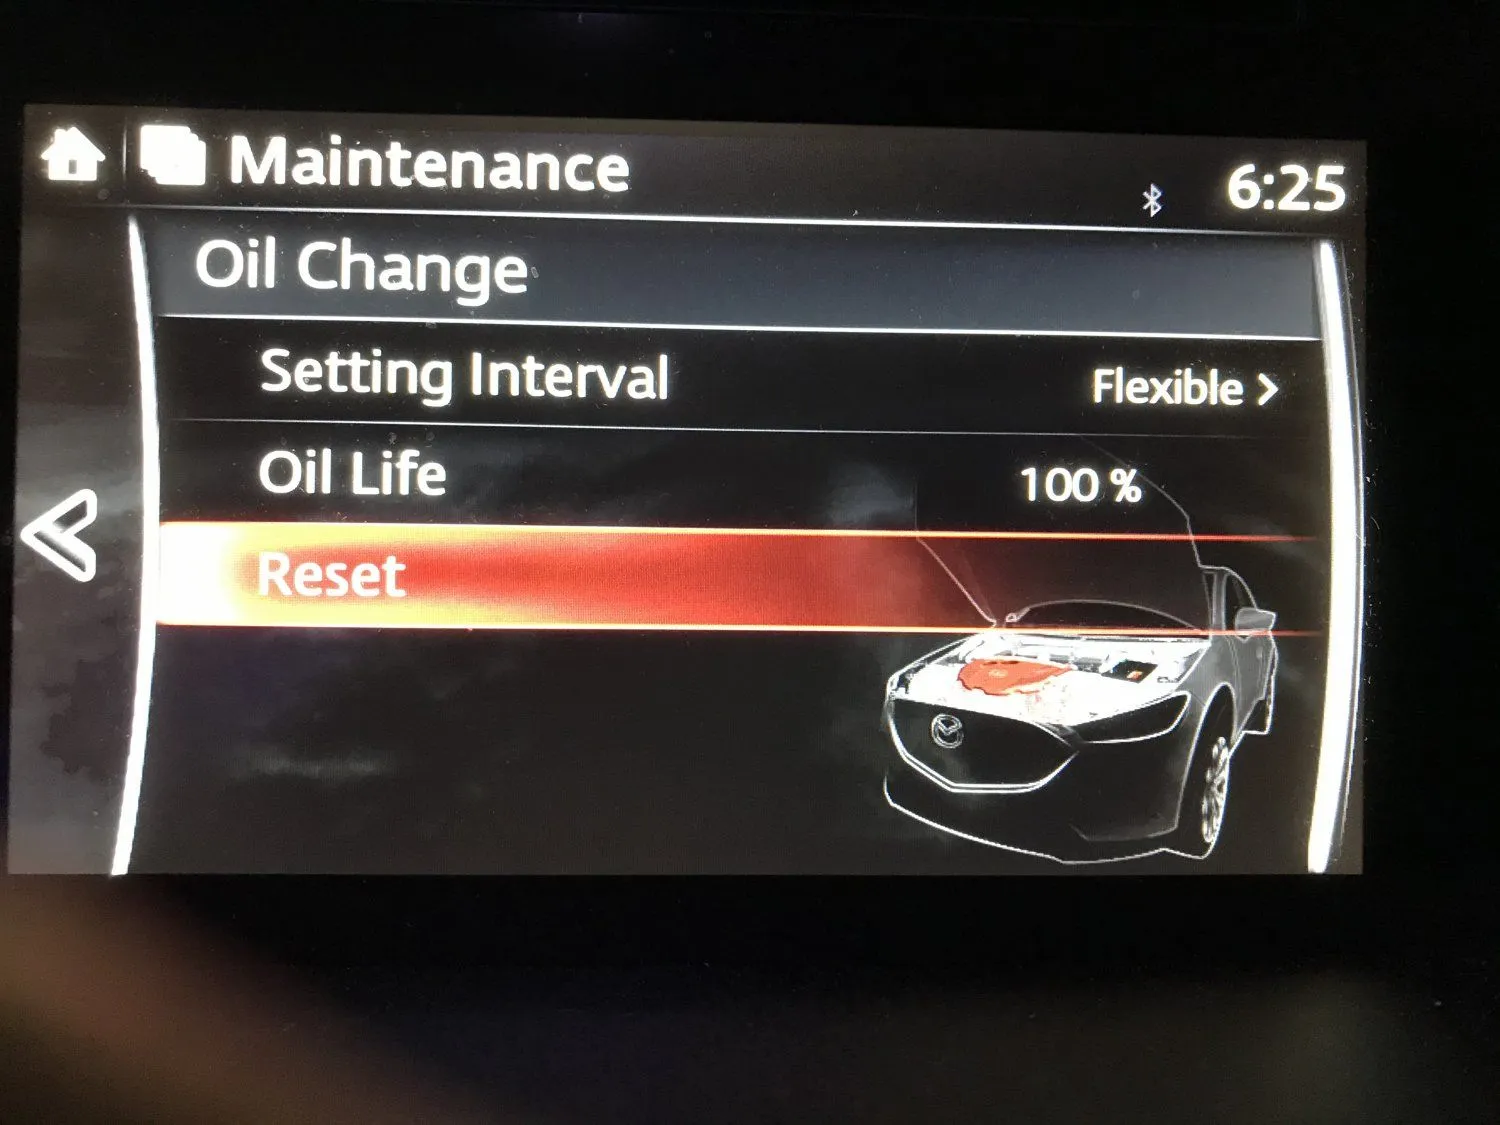 Maintenance
6:25
Oil Change
Setting Interval Flexible >
Oil Life 100 %
Reset